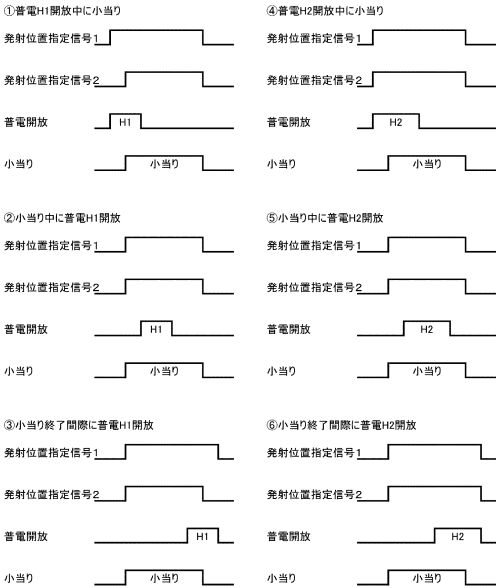 ①普電H1開放中に小当り
発射位置指定信号1
発射位置指定信号2
普電開放
H1
小当り
小当り
②小当り中に普電H1開放
発射位置指定信号1
発射位置指定信号2
普電開放
H1
小当り
小当り
③小当り終了間際に普電H1開放
発射位置指定信号1
発射位置指定信号2
普電開放
H1
小当り
小当り
④普電H2開放中に小当り
発射位置指定信号1
発射位置指定信号2
普電開放
H2
小当り
小当り
⑤小当り中に普電H2開放
発射位置指定信号1
発射位置指定信号2
普電開放
H2
小当り
小当り
⑥小当り終了間際に普電H2開放
発射位置指定信号1
発射位置指定信号2
普電開放
H2
小当り
小当り